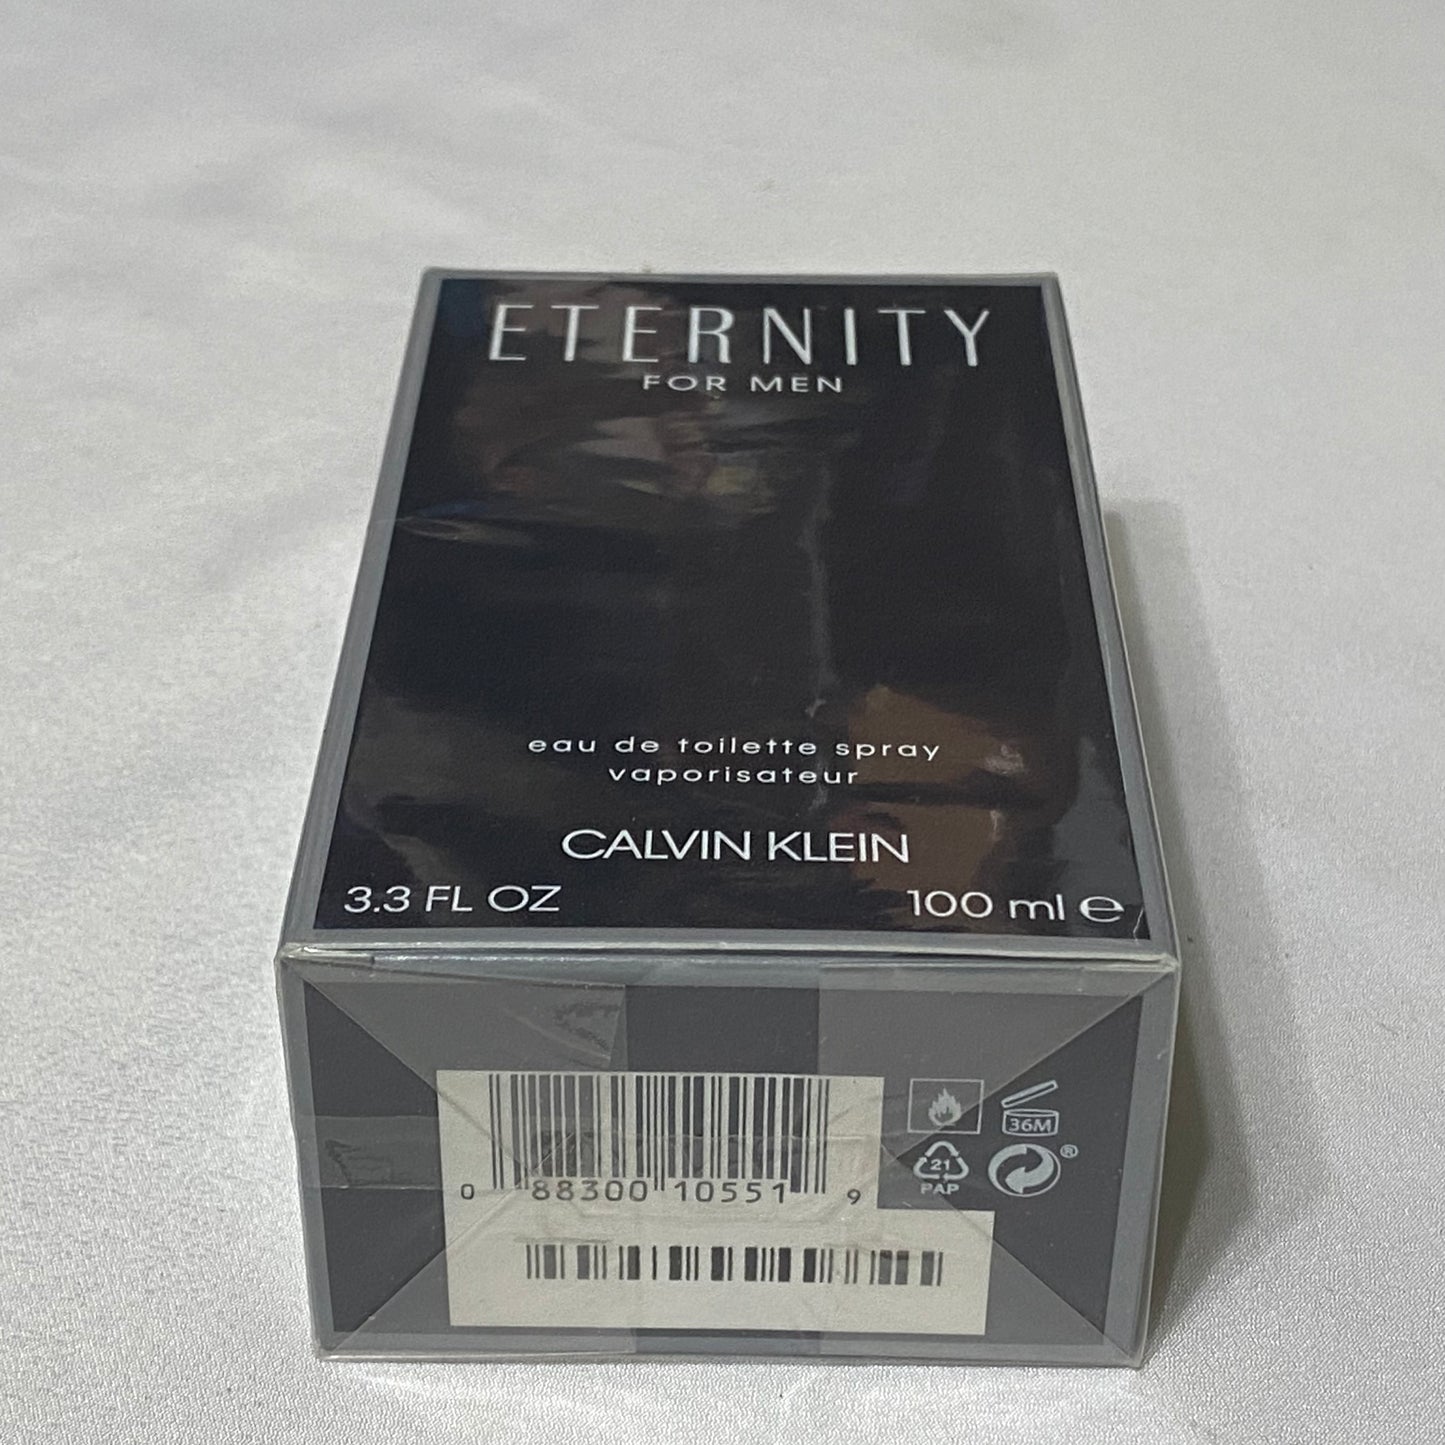 ETERNITY
FOR MEN
eau de toilette spray
vaporisateur
CALVIN KLEIN
3.3 FL OZ 100 ml e
36M
21
PAP
®
0 88300 10551 9